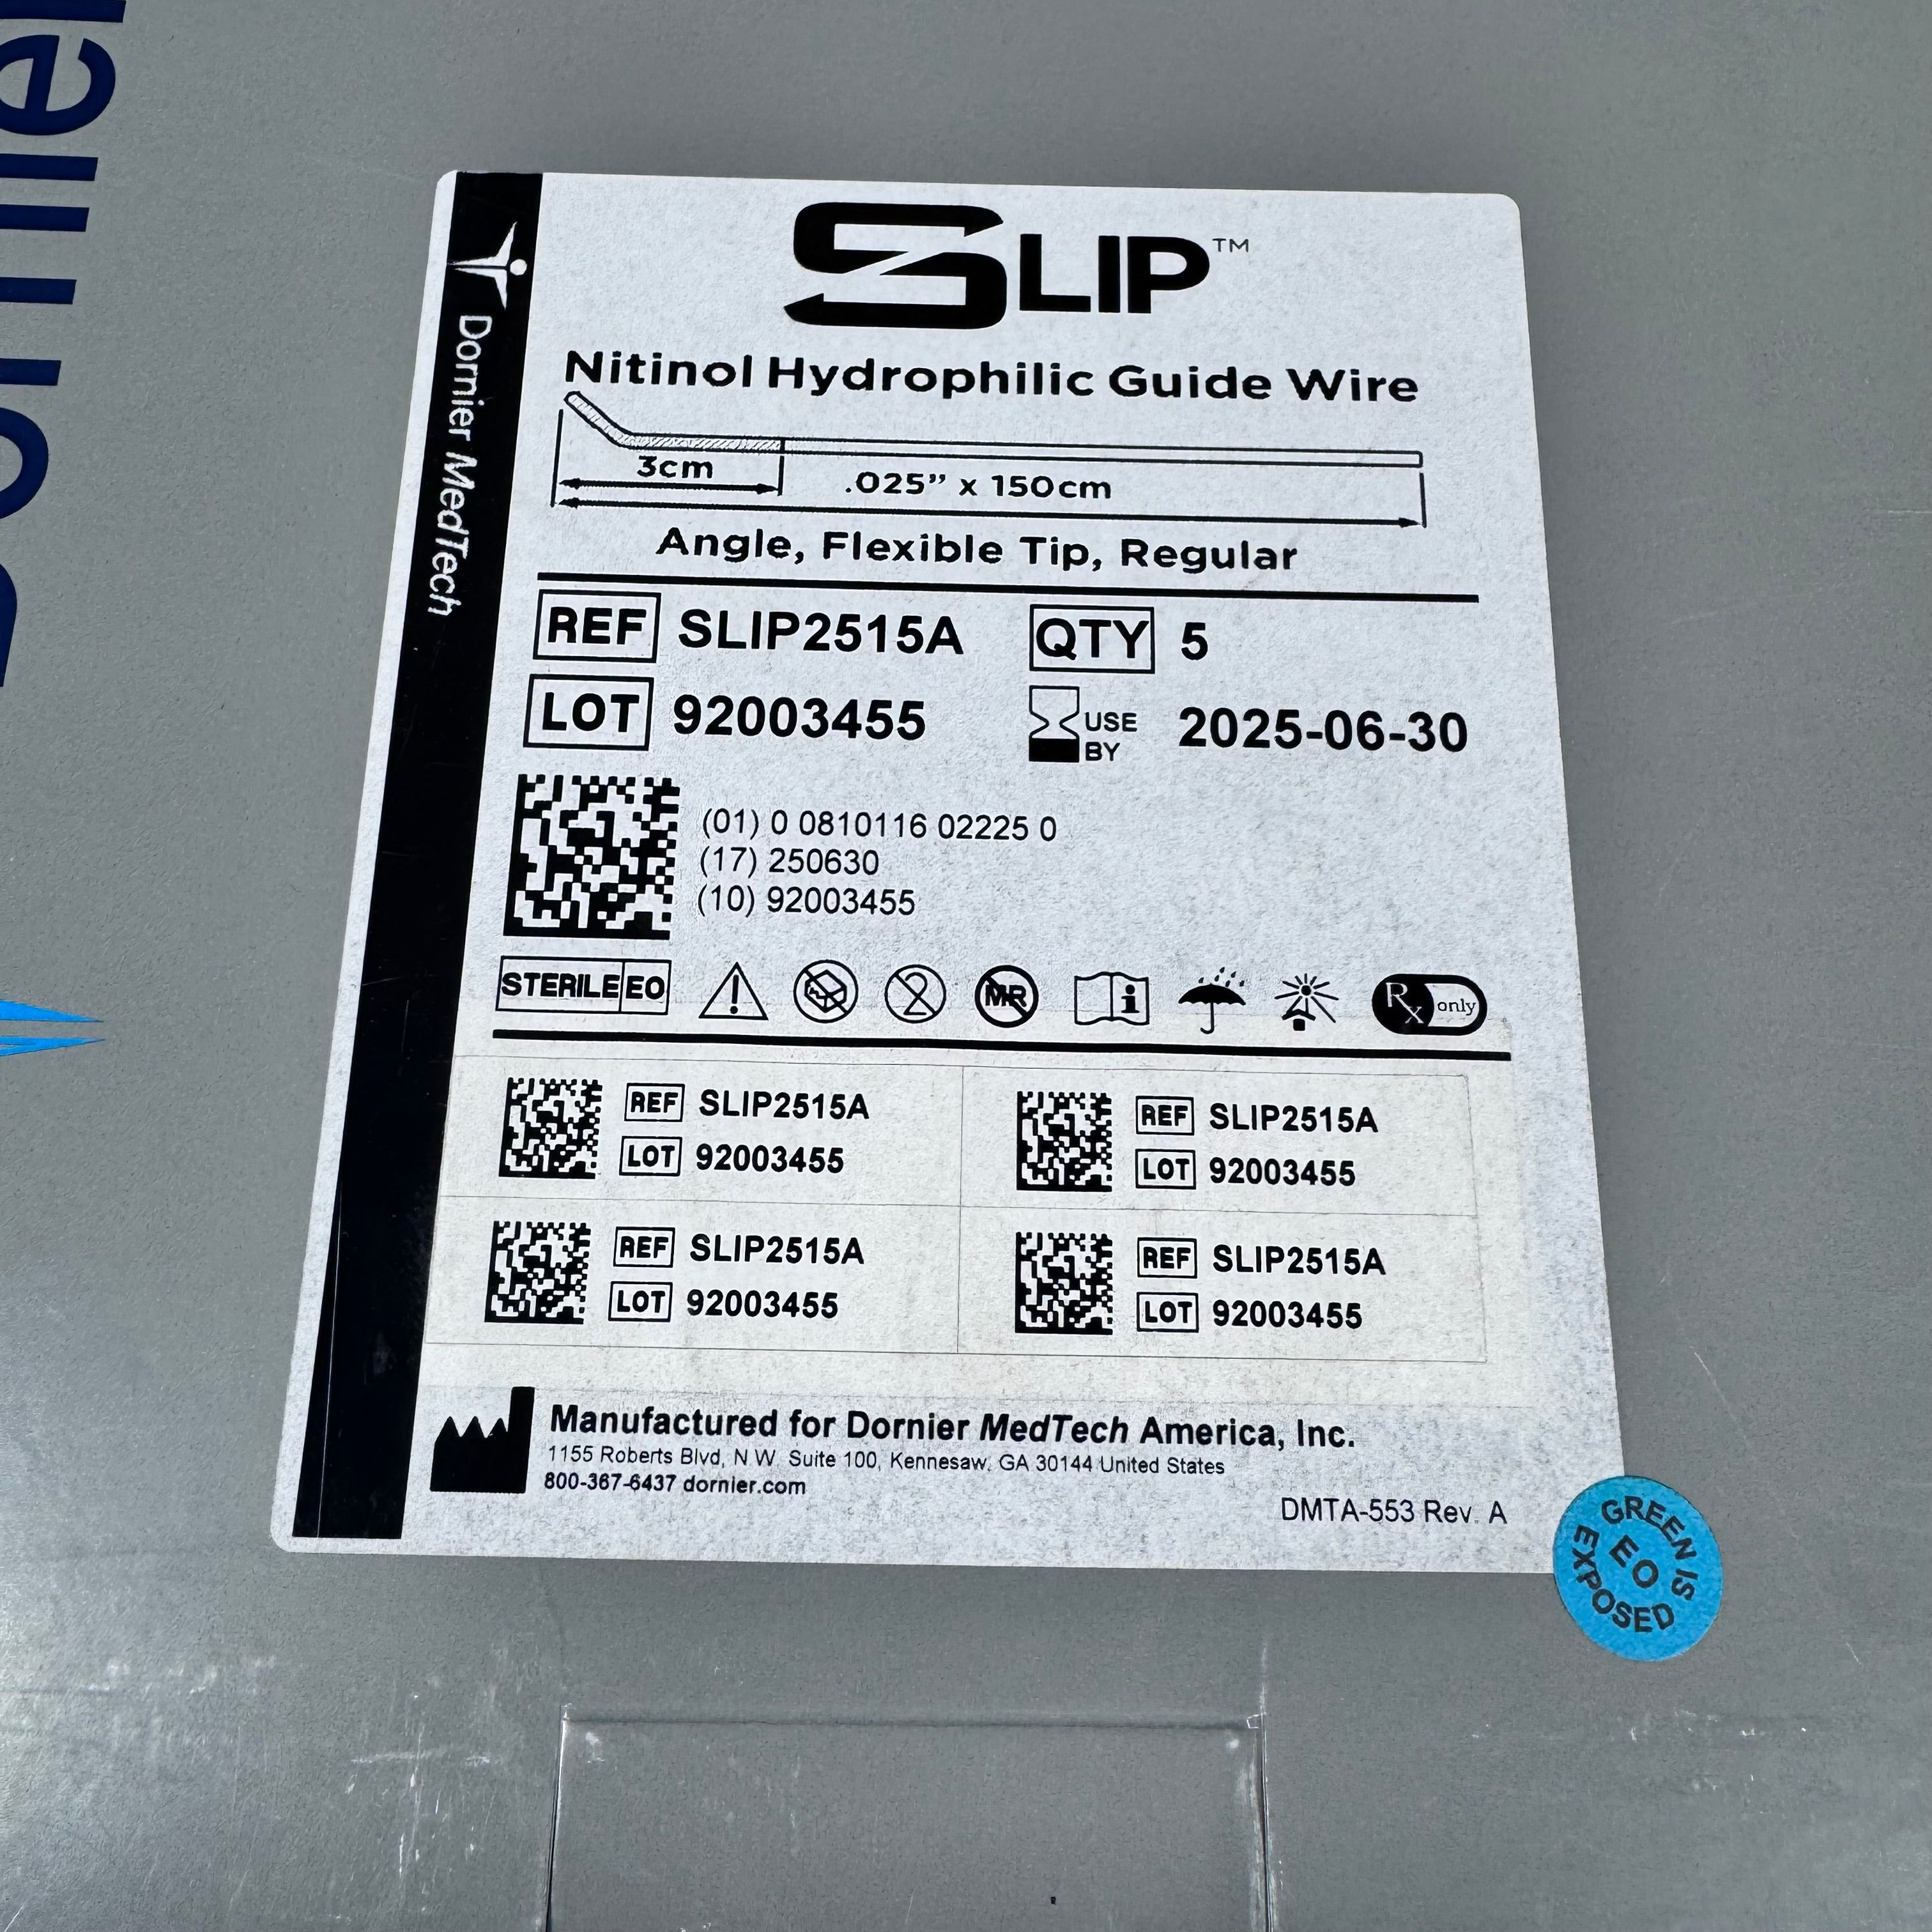 Dornier
Dornier MedTech
SLIP™
Nitinol Hydrophilic Guide Wire
3cm
.025” x 150cm
Angle, Flexible Tip, Regular
REF SLIP2515A QTY 5
LOT 92003455 USE BY 2025-06-30
(01) 0 0810116 02225 0
(17) 250630
(10) 92003455
STERILE EO 2 MR i Rx only
REF SLIP2515A REF SLIP2515A
LOT 92003455 LOT 92003455
REF SLIP2515A REF SLIP2515A
LOT 92003455 LOT 92003455
Manufactured for Dornier MedTech America, Inc.
1155 Roberts Blvd, N.W. Suite 100, Kennesaw, GA 30144 United States
800-367-6437 dornier.com
DMTA-553 Rev. A
GREEN IS
EO
EXPOSED